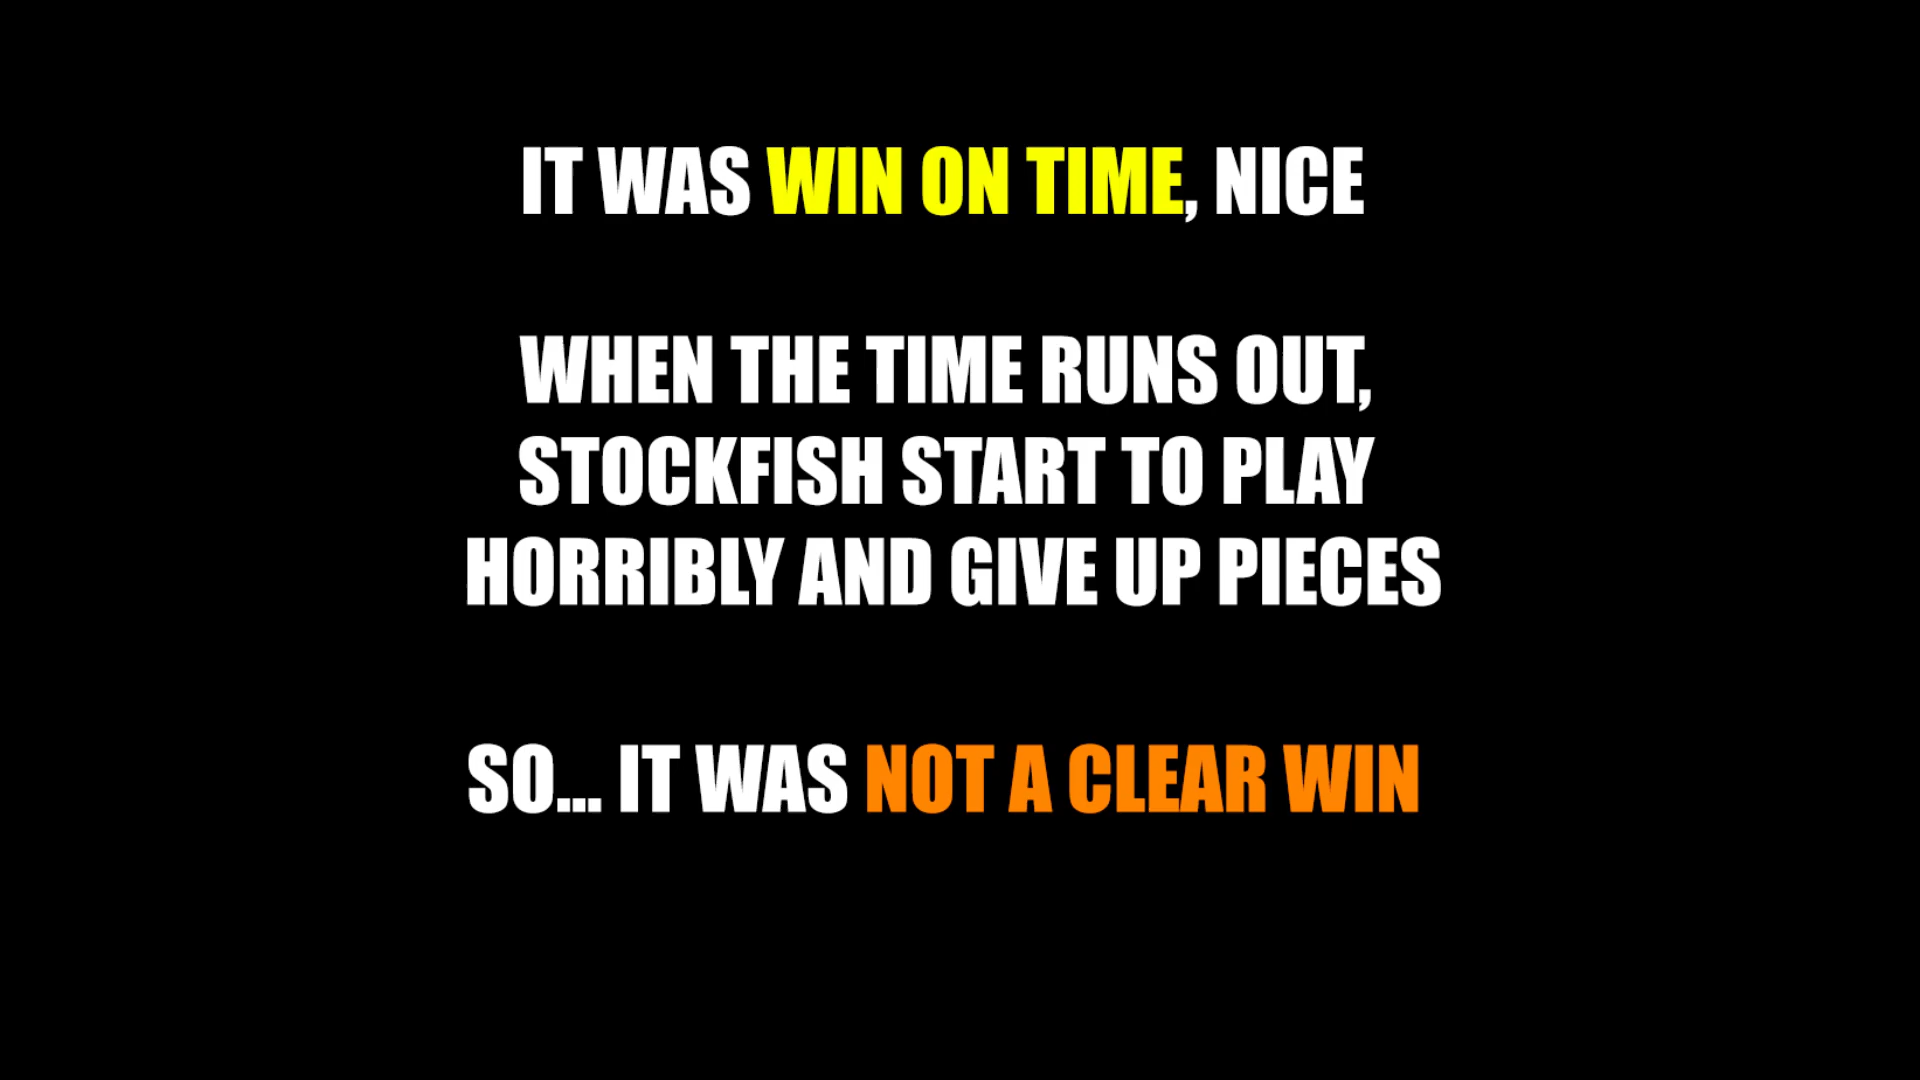 IT WAS WIN ON TIME, NICE
WHEN THE TIME RUNS OUT,
STOCKFISH START TO PLAY
HORRIBLY AND GIVE UP PIECES
SO... IT WAS NOT A CLEAR WIN